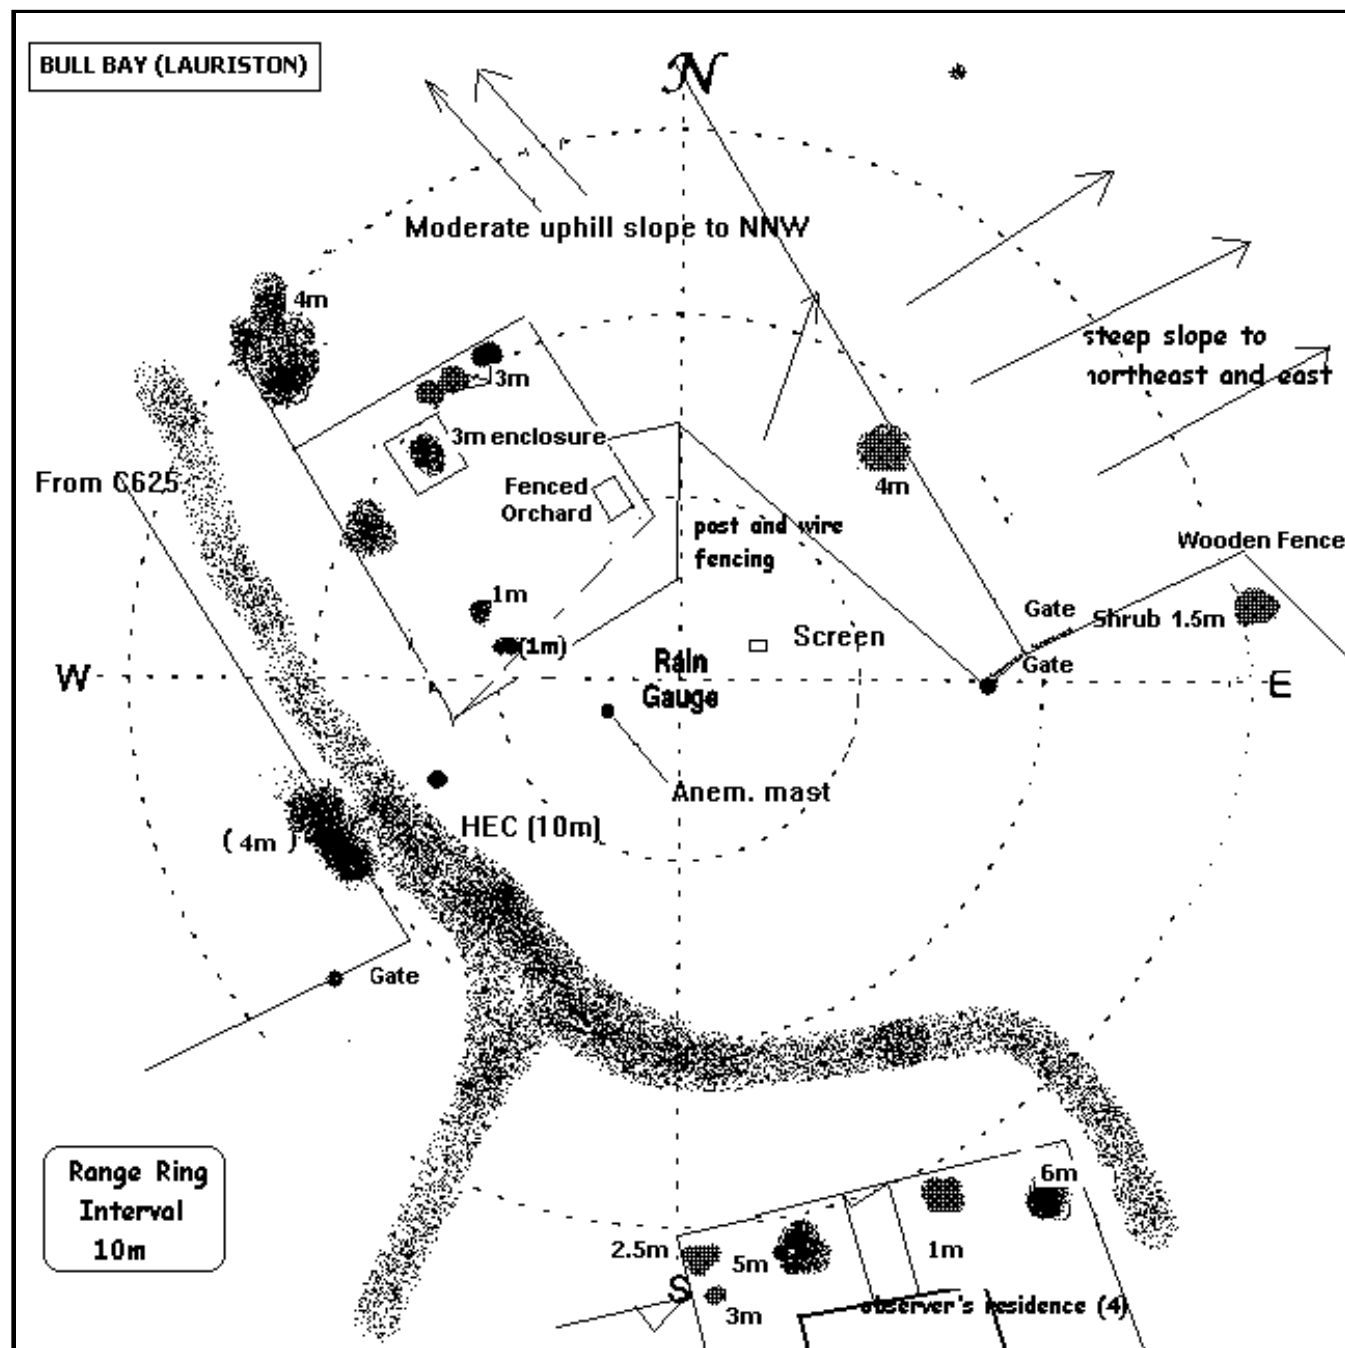 BULL BAY (LAURISTON)
N
Moderate uphill slope to NNW
4m
steep slope to
northeast and east
3m
3m enclosure
From C625
Fenced
Orchard
4m
post and wire
fencing
Wooden Fence
1m
Gate
Shrub 1.5m
(1m)
Screen
Rain
Gauge
Gate
W
E
Anem. mast
HEC (10m)
(4m)
Gate
Range Ring
Interval
10m
6m
2.5m
5m
1m
S
3m
observer's residence (4)